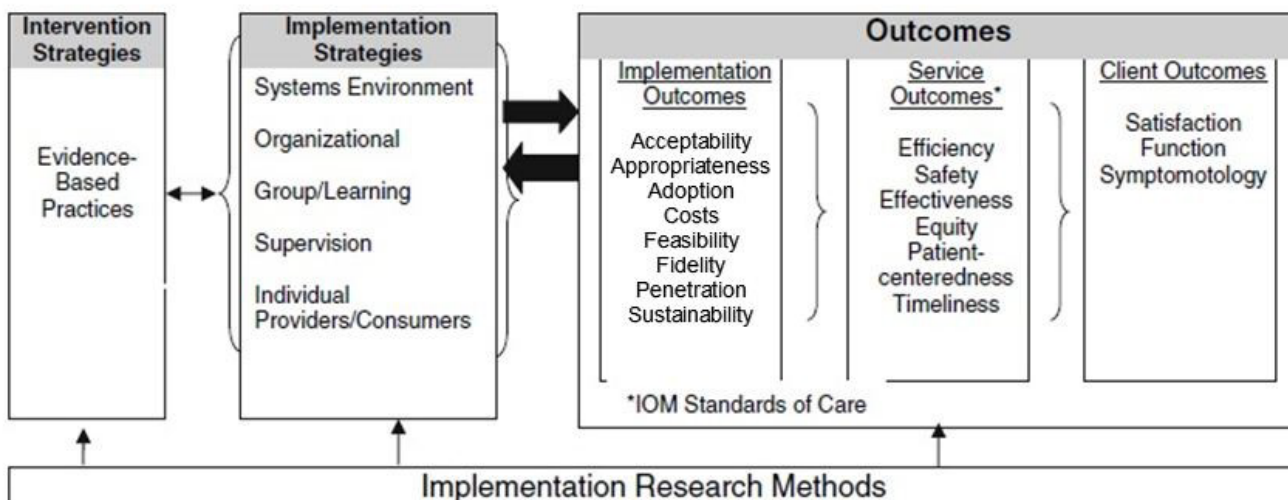 Intervention
Strategies
Evidence-
Based
Practices
Implementation
Strategies
Systems Environment
Organizational
Group/Learning
Supervision
Individual
Providers/Consumers
Outcomes
Implementation
Outcomes
Acceptability
Appropriateness
Adoption
Costs
Feasibility
Fidelity
Penetration
Sustainability
Service
Outcomes*
Efficiency
Safety
Effectiveness
Equity
Patient-
centeredness
Timeliness
Client Outcomes
Satisfaction
Function
Symptomotology
*IOM Standards of Care
Implementation Research Methods